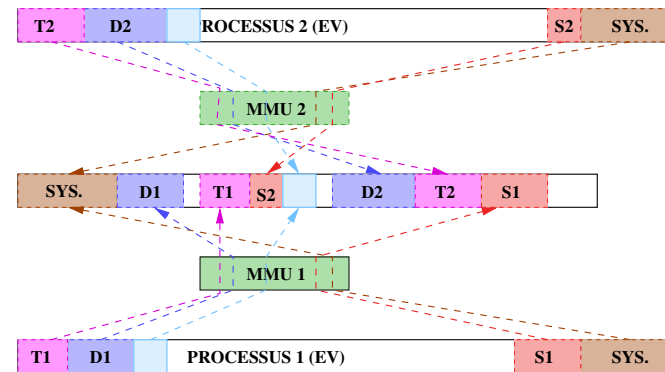 T2 D2 ROCESSUS 2 (EV) S2 SYS.
MMU 2
SYS. D1 T1 S2 D2 T2 S1
MMU 1
T1 D1 PROCESSUS 1 (EV) S1 SYS.